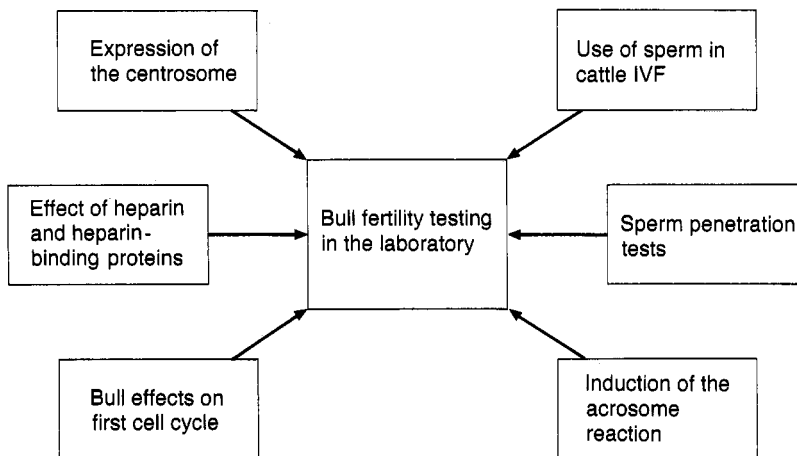 Expression of
the centrosome
Use of sperm in
cattle IVF
Effect of heparin
and heparin-
binding proteins
Bull fertility testing
in the laboratory
Sperm penetration
tests
Bull effects on
first cell cycle
Induction of the
acrosome
reaction